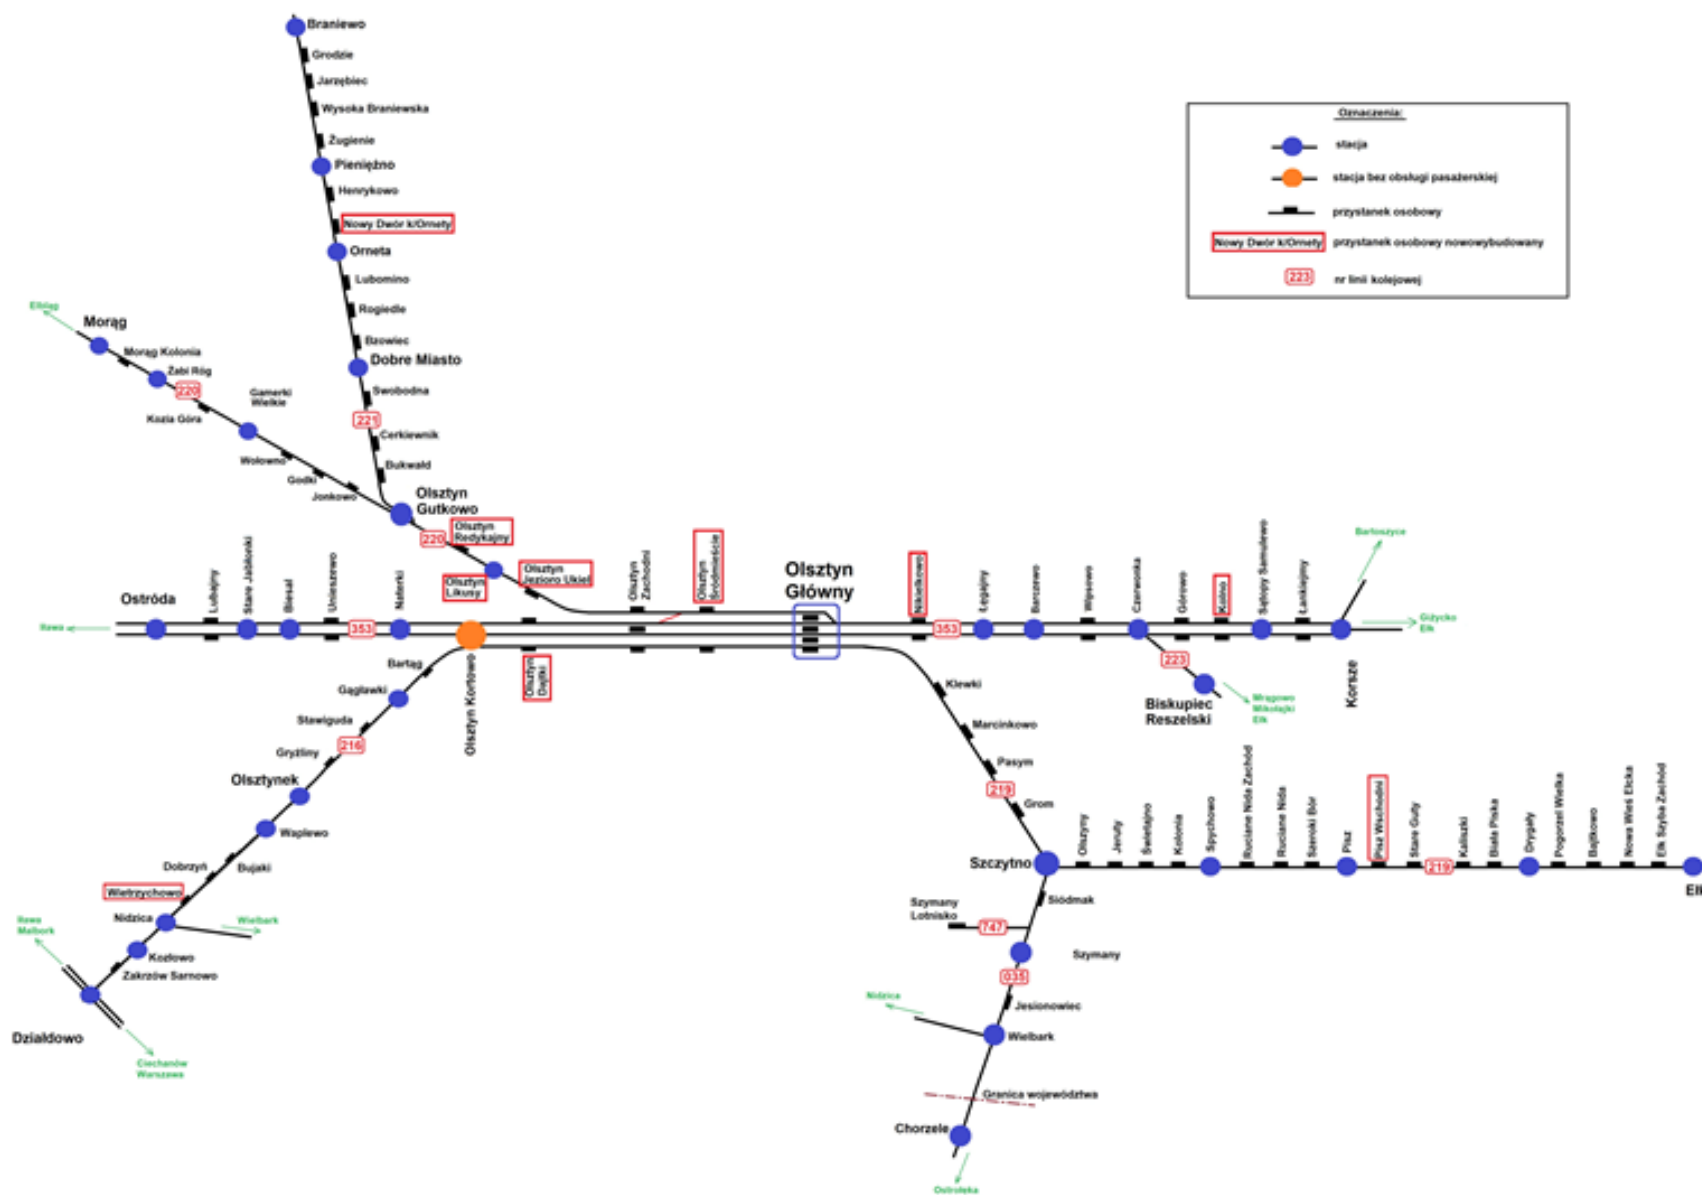 Braniewo
Grodzie
Jarzębiec
Wysoka Braniewska
Żugienie
Pieniężno
Henrykowo
Nowy Dwór k/Ornety
Orneta
Lubomino
Rogiedle
Bzowiec
Dobre Miasto
Swobodna
221
Cerkiewnik
Bukwałd
Oznaczenia:
stacja
stacja bez obsługi pasażerskiej
przystanek osobowy
Nowy Dwór k/Ornety
przystanek osobowy nowowybudowany
223
nr linii kolejowej
Elbląg
Morąg
Morąg Kolonia
Żabi Róg
220
Kozia Góra
Gamerki
Wielkie
Wołowno
Godki
Jonkowo
Olsztyn
Gutkowo
220
Olsztyn
Redykajny
Olsztyn
Likusy
Olsztyn
Jezioro Ukiel
Olsztyn
Zachodni
Olsztyn
Śródmieście
Olsztyn
Główny
Iława
Ostróda
Lubajny
Stare Jabłonki
Biesal
Unieszewo
353
Naterki
Olsztyn Kortowo
Olsztyn
Dajtki
Nikielkowo
353
Łęgajny
Barczewo
Wipsowo
Czerwonka
Górowo
Kolno
Sątopy Samulewo
Łankiejmy
Korsze
Bartoszyce
Giżycko
Ełk
223
Biskupiec
Reszelski
Mrągowo
Mikołajki
Ełk
Bartąg
Gągławki
Stawiguda
216
Gryźliny
Olsztynek
Waplewo
Bujaki
Dobrzyń
Wietrzychowo
Nidzica
Wielbark
Kozłowo
Zakrzów Sarnowo
Iława
Malbork
Działdowo
Ciechanów
Warszawa
Klewki
Marcinkowo
Pasym
219
Grom
Szczytno
Olszyny
Jeruty
Świetajno
Kolonia
Spychowo
Ruciane Nida Zachód
Ruciane Nida
Szeroki Bór
Pisz
Pisz Wschodni
Stare Guty
219
Kaliszki
Biała Piska
Drygały
Pogorzel Wielka
Bajtkowo
Nowa Wieś Ełcka
Ełk Szyba Zachód
Ełk
Siódmak
Szymany
Lotnisko
747
Szymany
035
Jesionowiec
Nidzica
Wielbark
Granica województwa
Chorzele
Ostrołęka